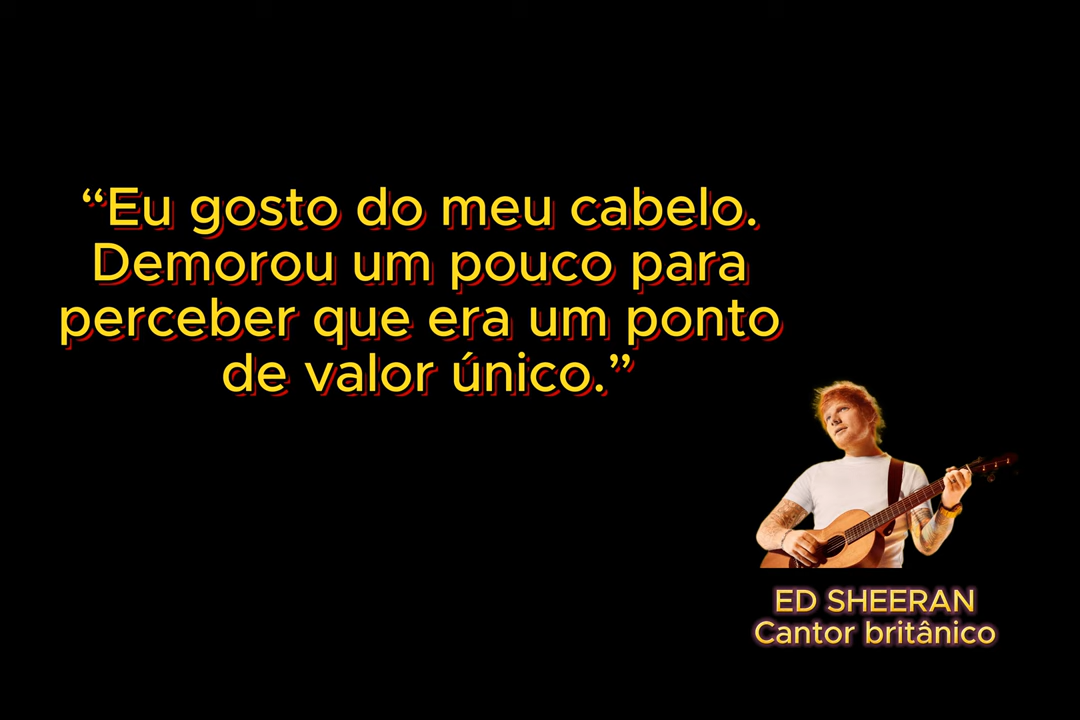 “Eu gosto do meu cabelo.
Demorou um pouco para
perceber que era um ponto
de valor único.”
ED SHEERAN
Cantor britânico